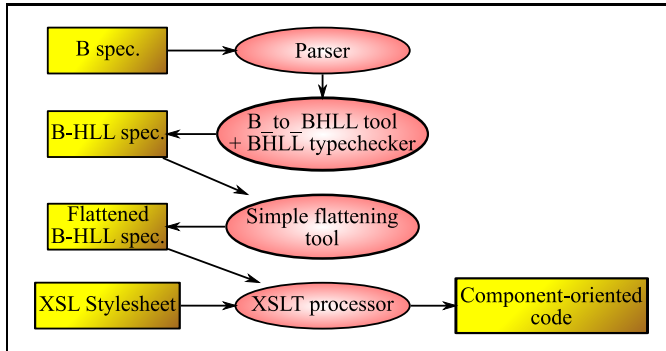 B spec.
Parser
B-HLL spec.
B_to_BHLL tool
+ BHLL typechecker
Flattened
B-HLL spec.
Simple flattening
tool
XSL Stylesheet
XSLT processor
Component-oriented
code